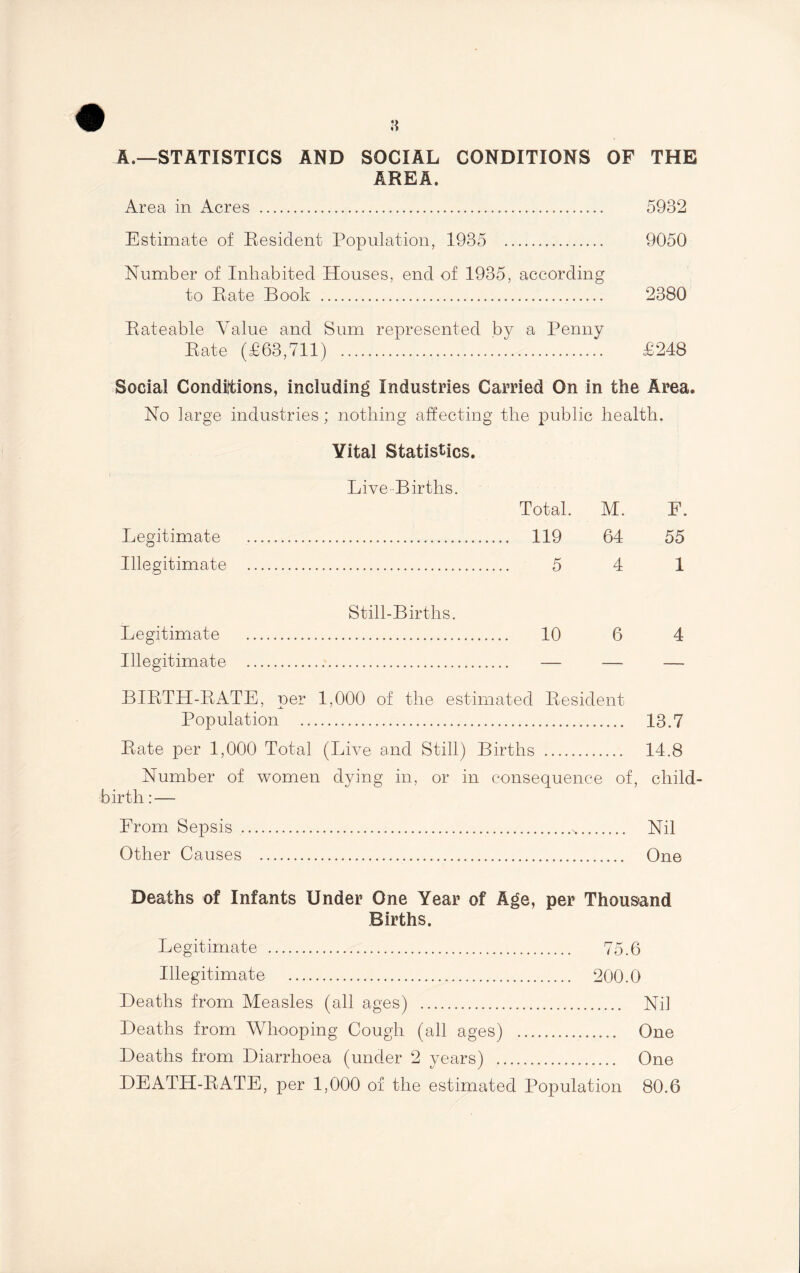 3
A.—STATISTICS AND SOCIAL CONDITIONS OF THE
AREA.
Area in Acres ........ 5932
Estimate of Resident Population, 1935 ........ 9050
Number of Inhabited Houses, end of 1935, according
to Rate Book ........ 2380
Rateable Value and Sum represented by a Penny
Rate (£63,711) ........ £248
Social Conditions, including Industries Carried On in the Area.
No large industries; nothing affecting the public health.
Vital Statistics.
Live Births.
Total. M. F.
Legitimate ........ 119 64 55
Illegitimate ........ 5 4 1
Still-Births.
Legitimate ........ 10 6 4
Illegitimate ........ — — —
BIRTH-RATE, per 1,000 of the estimated Resident
Population ........ 13.7
Rate per 1,000 Total (Live and Still) Births ........ 14.8
Number of women dying in, or in consequence of, child-
birth:—
From Sepsis ........ Nil
Other Causes ........ One
Deaths of Infants Under One Year of Age, per Thousand
Births.
Legitimate ........ 75.6
Illegitimate ........ 200.0
Deaths from Measles (all ages) ........ Nil
Deaths from Whooping Cough (all ages) ........ One
Deaths from Diarrhoea (under 2 years) ........ One
DEATH-RATE, per 1,000 of the estimated Population 80.6